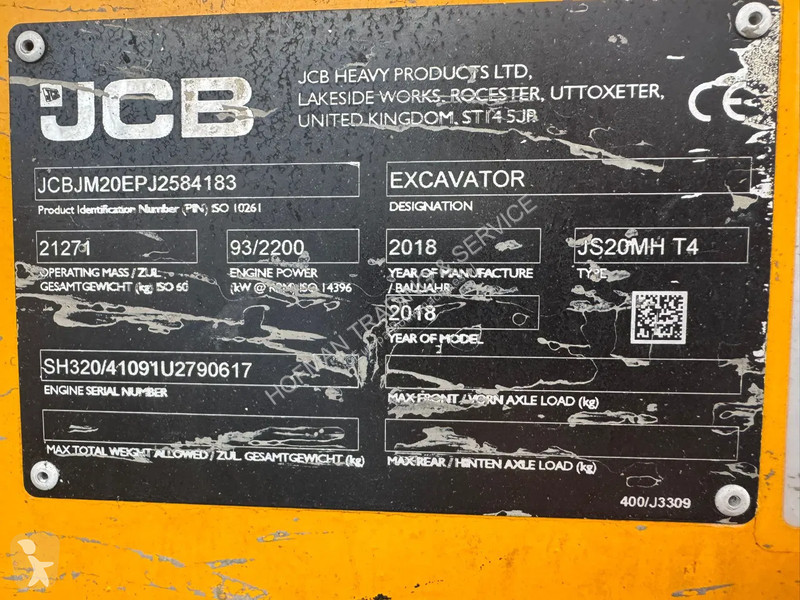 JCB
JCB HEAVY PRODUCTS LTD,
LAKESIDE WORKS, ROCESTER, UTTOXETER,
UNITED KINGDOM, ST14 5JP
CE
JCBJM20EPJ2584183
Product Identification Number (PIN) ISO 10261
EXCAVATOR
DESIGNATION
21271
OPERATING MASS / ZUL.
GESAMTGEWICHT (kg) ISO 60
93/2200
ENGINE POWER
kW @ RPM ISO 14396
2018
YEAR OF MANUFACTURE
/ BAUJAHR
JS20MH T4
TYPE
2018
YEAR OF MODEL
SH320/41091U2790617
ENGINE SERIAL NUMBER
MAX FRONT / VORN AXLE LOAD (kg)
MAX TOTAL WEIGHT ALLOWED / ZUL. GESAMTGEWICHT (kg)
MAX REAR / HINTEN AXLE LOAD (kg)
400/J3309
HOFMAN & SERVICE